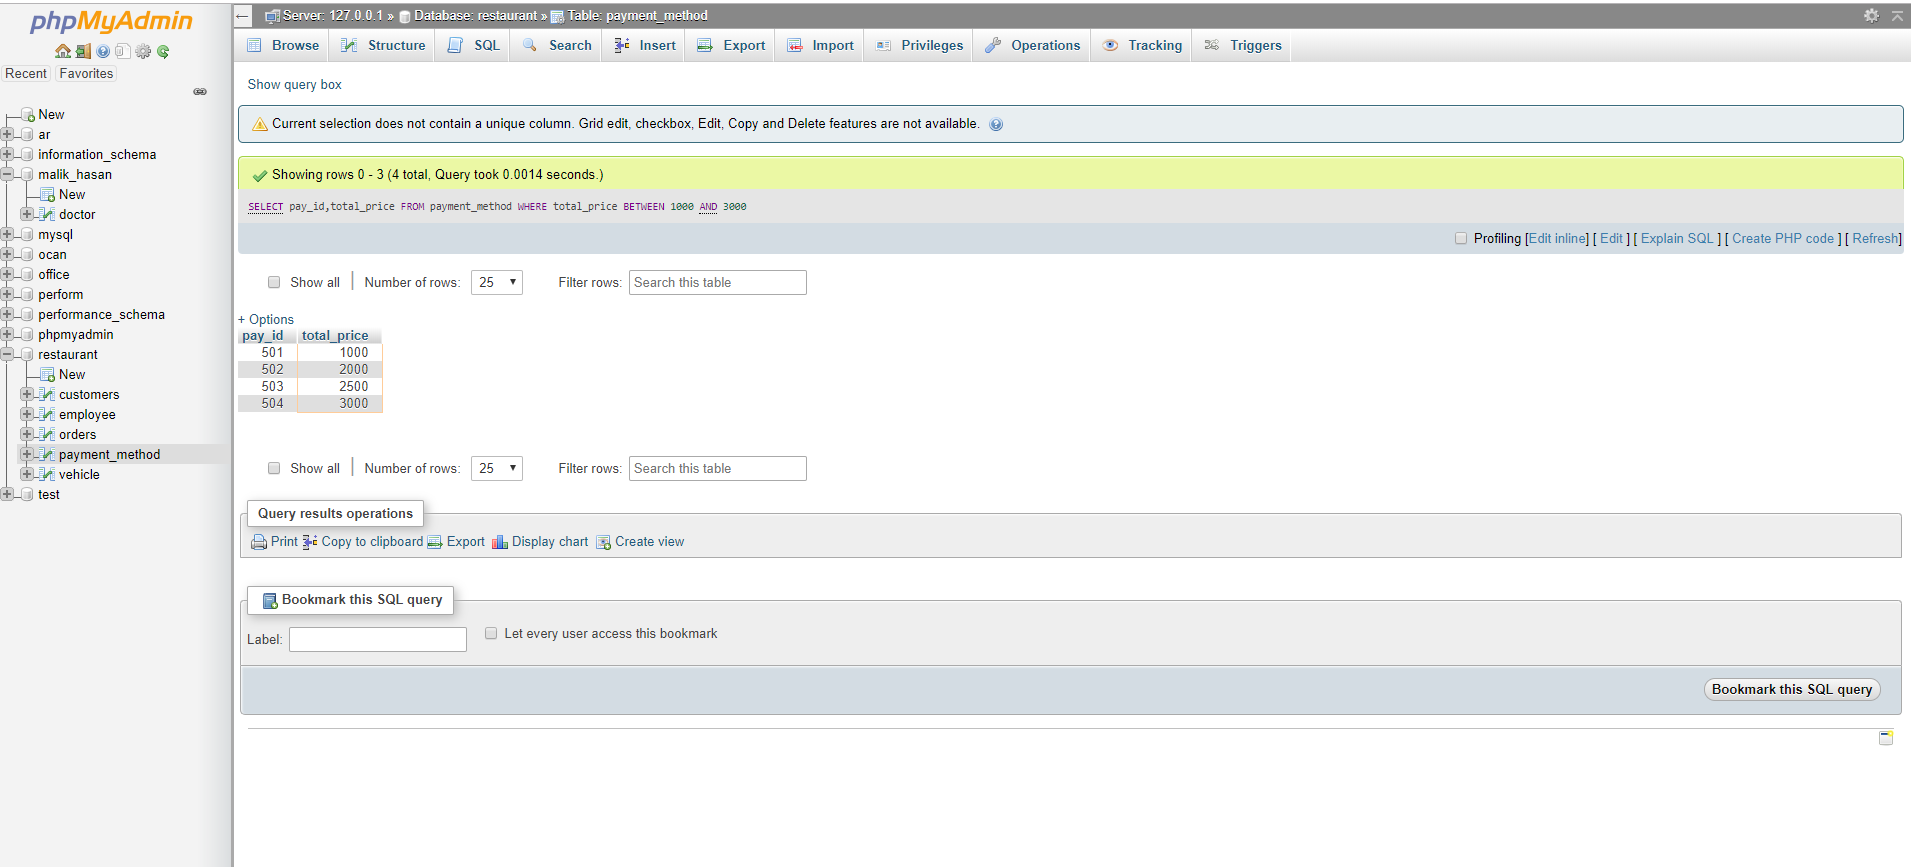 phpMyAdmin
Recent Favorites
New
ar
information_schema
malik_hasan
New
doctor
mysql
ocan
office
perform
performance_schema
phpmyadmin
restaurant
New
customers
employee
orders
payment_method
vehicle
test
Server: 127.0.0.1 » Database: restaurant » Table: payment_method
Browse Structure SQL Search Insert Export Import Privileges Operations Tracking Triggers
Show query box
Current selection does not contain a unique column. Grid edit, checkbox, Edit, Copy and Delete features are not available.
Showing rows 0 - 3 (4 total, Query took 0.0014 seconds.)
SELECT pay_id,total_price FROM payment_method WHERE total_price BETWEEN 1000 AND 3000
Profiling [Edit inline] [ Edit ] [ Explain SQL ] [ Create PHP code ] [ Refresh]
Show all | Number of rows: 25 Filter rows: Search this table
+ Options
pay_id total_price
501 1000
502 2000
503 2500
504 3000
Show all | Number of rows: 25 Filter rows: Search this table
Query results operations
Print Copy to clipboard Export Display chart Create view
Bookmark this SQL query
Label: Let every user access this bookmark
Bookmark this SQL query